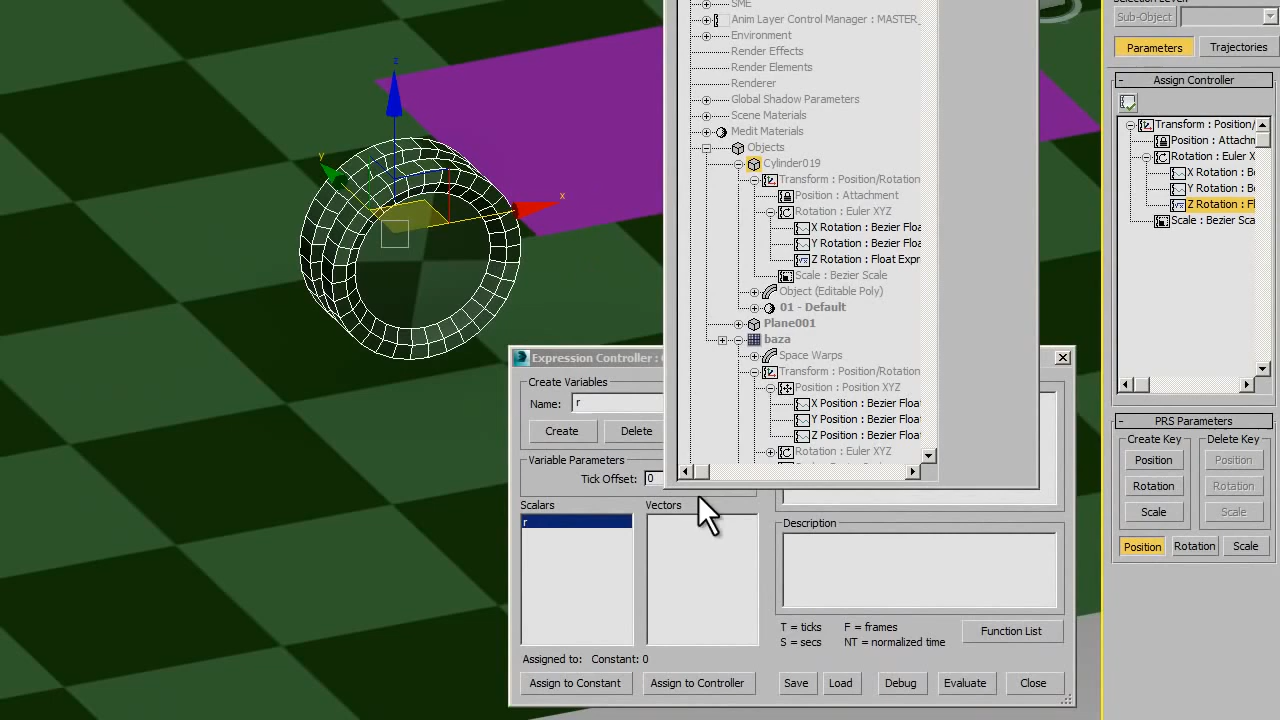 SME
Anim Layer Control Manager : MASTER_
Environment
Render Effects
Render Elements
Renderer
Global Shadow Parameters
Scene Materials
Medit Materials
Objects
Cylinder019
Transform : Position/Rotation
Position : Attachment
Rotation : Euler XYZ
X Rotation : Bezier Floa
Y Rotation : Bezier Floa
Z Rotation : Float Expr
Scale : Bezier Scale
Object (Editable Poly)
01 - Default
Plane001
baza
Space Warps
Transform : Position/Rotation
Position : Position XYZ
X Position : Bezier Floa
Y Position : Bezier Floa
Z Position : Bezier Floa
Rotation : Euler XYZ
z
y
x
Expression Controller :
Create Variables
Name: r
Create
Delete
Variable Parameters
Tick Offset: 0
Scalars
Vectors
r
Description
T = ticks F = frames
S = secs NT = normalized time
Function List
Assigned to: Constant: 0
Assign to Constant
Assign to Controller
Save
Load
Debug
Evaluate
Close
Sub-Object
Parameters
Trajectories
Assign Controller
Transform : Position/
Position : Attachm
Rotation : Euler X
X Rotation : Be
Y Rotation : Be
Z Rotation : Fl
Scale : Bezier Sca
PRS Parameters
Create Key
Delete Key
Position
Position
Rotation
Rotation
Scale
Scale
Position
Rotation
Scale